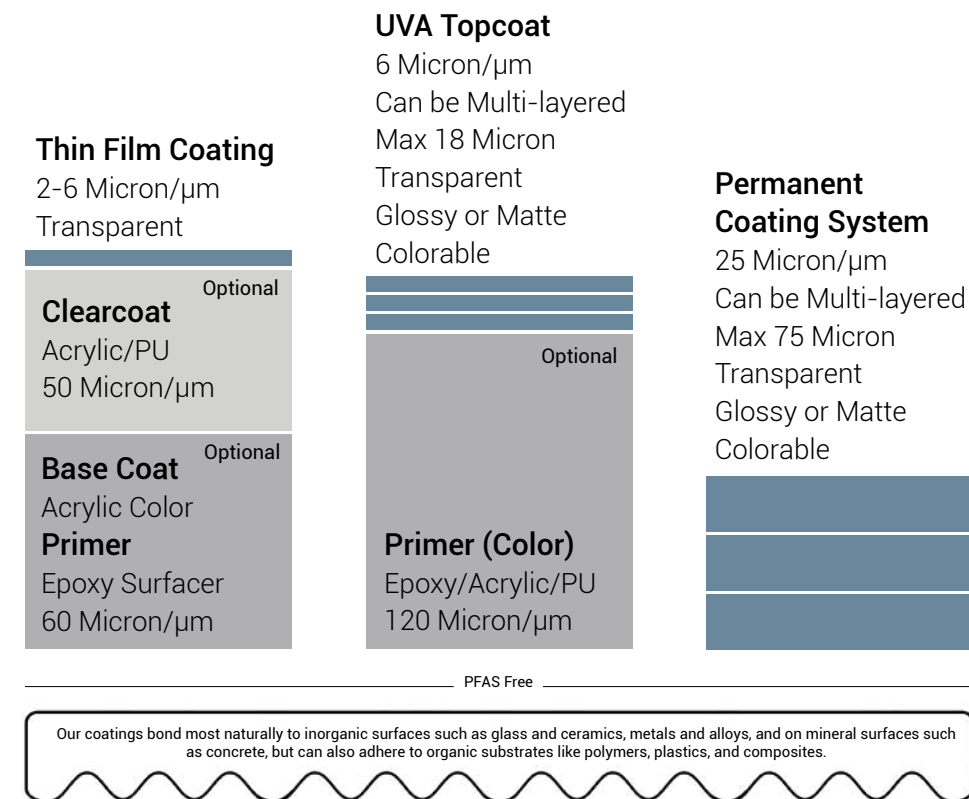 UVA Topcoat
6 Micron/µm
Can be Multi-layered
Max 18 Micron
Transparent
Glossy or Matte
Colorable
Thin Film Coating
2-6 Micron/µm
Transparent
Optional
Clearcoat
Acrylic/PU
50 Micron/µm
Optional
Base Coat
Acrylic Color
Primer
Epoxy Surfacer
60 Micron/µm
Optional
Primer (Color)
Epoxy/Acrylic/PU
120 Micron/µm
Permanent
Coating System
25 Micron/µm
Can be Multi-layered
Max 75 Micron
Transparent
Glossy or Matte
Colorable
PFAS Free
Our coatings bond most naturally to inorganic surfaces such as glass and ceramics, metals and alloys, and on mineral surfaces such
as concrete, but can also adhere to organic substrates like polymers, plastics, and composites.